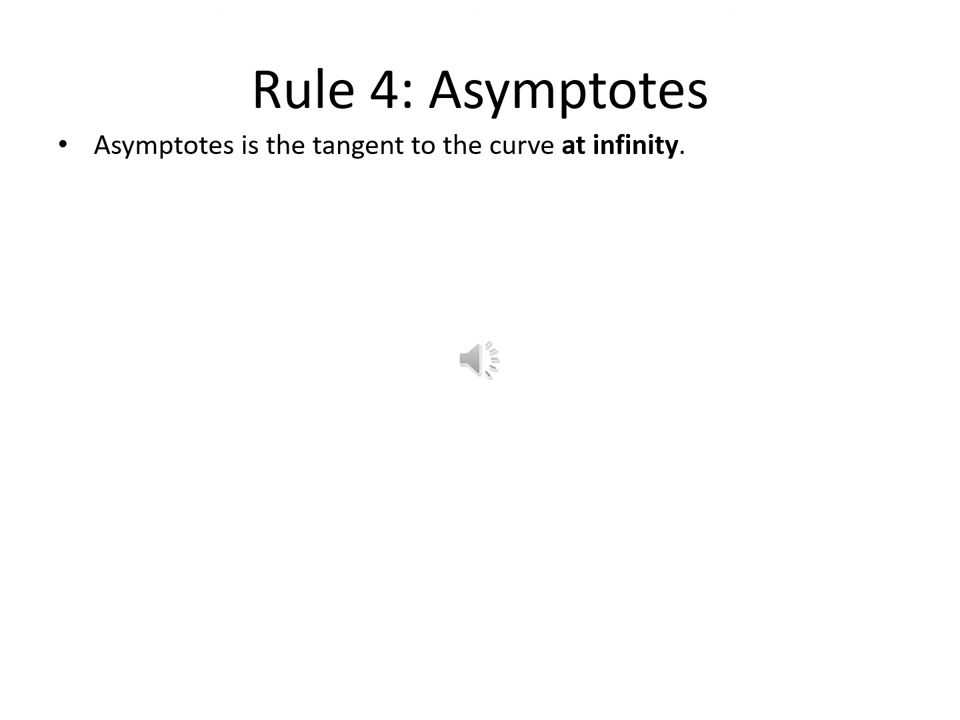 Rule 4: Asymptotes
• Asymptotes is the tangent to the curve at infinity.